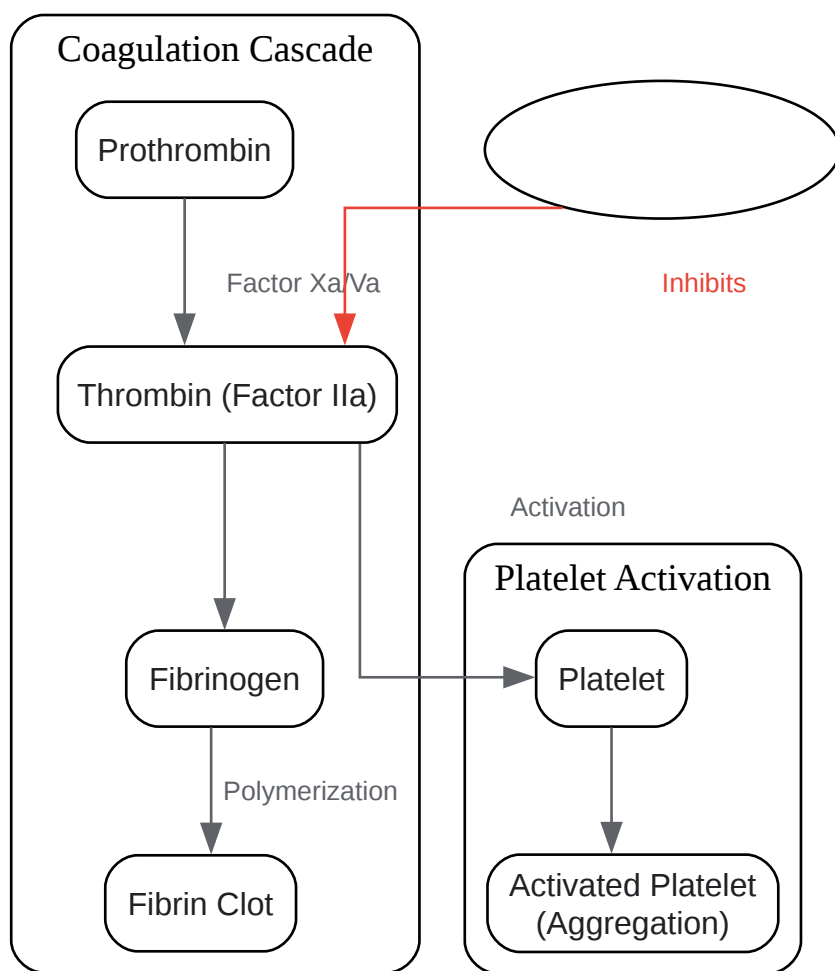 Coagulation Cascade
Prothrombin
Factor Xa/Va
Inhibits
Thrombin (Factor IIa)
Activation
Platelet Activation
Fibrinogen
Platelet
Polymerization
Fibrin Clot
Activated Platelet
(Aggregation)